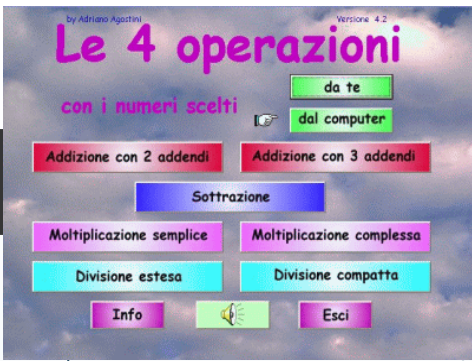 by Adriano Agostini Versione 4.2
Le 4 operazioni
con i numeri scelti
da te
dal computer
Addizione con 2 addendi Addizione con 3 addendi
Sottrazione
Moltiplicazione semplice Moltiplicazione complessa
Divisione estesa Divisione compatta
Info Esci